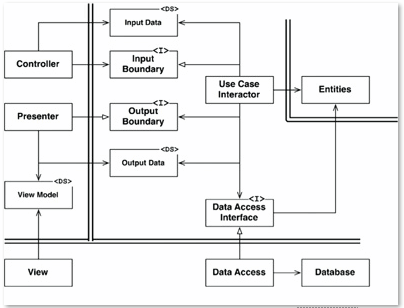 <DS>
Input Data
<I>
Controller
Input
Boundary
Use Case
Interactor
Entities
Presenter
<I>
Output
Boundary
Output Data
<DS>
<DS>
View Model
<I>
Data Access
Interface
View
Data Access
Database